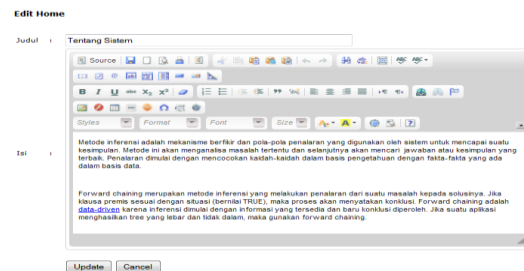 Edit Home
Judul : Tentang Sistem
Source
B I U abc X₂ X²
Styles Format Font Size
Isi :
Metode inferensi adalah mekanisme berfikir dan pola-pola penalaran yang digunakan oleh sistem untuk mencapai suatu
kesimpulan. Metode ini akan menganalisa masalah tertentu dan selanjutnya akan mencari jawaban atau kesimpulan yang
terbaik. Penalaran dimulai dengan mencocokan kaidah-kaidah dalam basis pengetahuan dengan fakta-fakta yang ada
dalam basis data.
Forward chaining merupakan metode inferensi yang melakukan penalaran dari suatu masalah kepada solusinya. Jika
klausa premis sesuai dengan situasi (bernilai TRUE), maka proses akan menyatakan konklusi. Forward chaining adalah
data-driven karena inferensi dimulai dengan informasi yang tersedia dan baru konklusi diperoleh. Jika suatu aplikasi
menghasilkan tree yang lebar dan tidak dalam, maka gunakan forward chaining.
Update Cancel